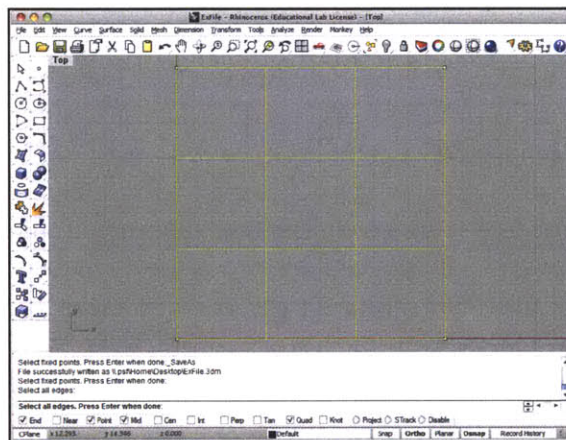 ExFile - Rhinoceros (Educational Lab License) - [Top]
File Edit View Curve Surface Solid Mesh Dimension Transform Tools Analyze Render Monkey Help
Top
y
x
Select fixed points. Press Enter when done:_SaveAs
File successfully written as \\.psf\Home\Desktop\ExFile.3dm
Select fixed points. Press Enter when done:
Select all edges:
Select all edges. Press Enter when done:
End Near Point Mid Cen Int Perp Tan Quad Knot Project STrack Disable
CPlane x 12.295 z 0.000 Default Snap Ortho Planar Osnap Record History